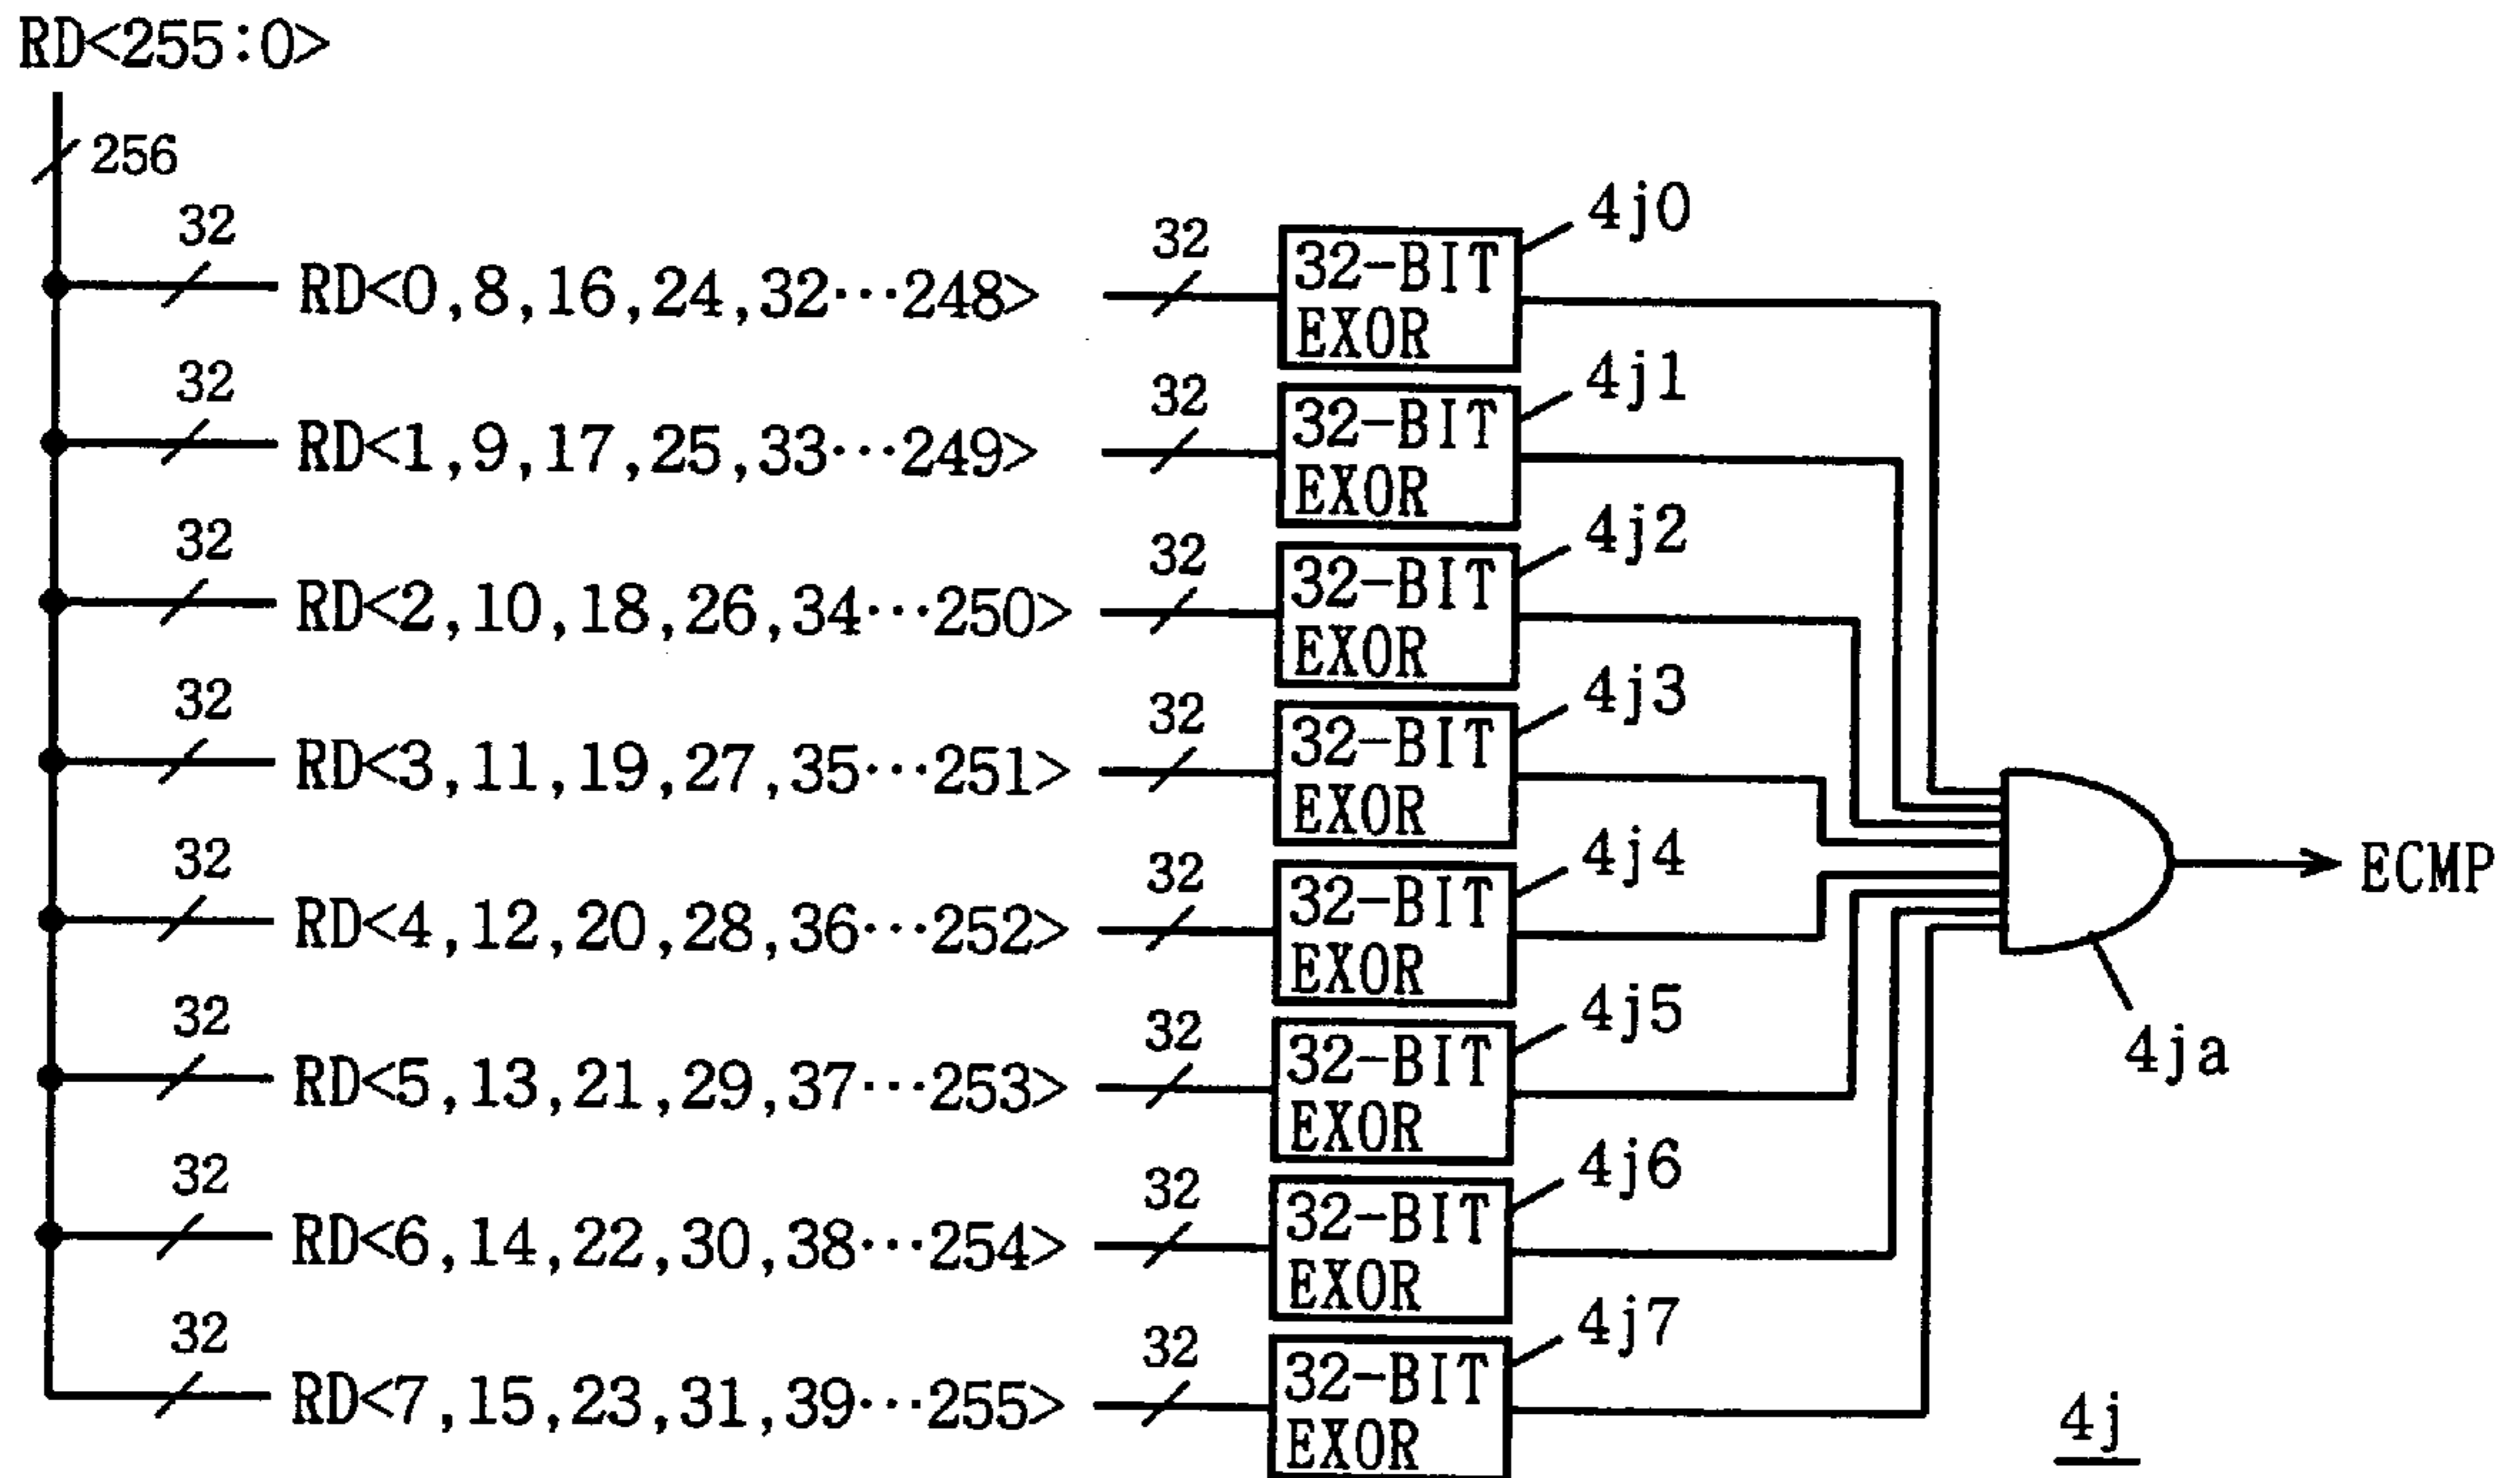 RD<255:0>
256
32 RD<0,8,16,24,32···248> 32 32-BIT EXOR 4j0
32 RD<1,9,17,25,33···249> 32 32-BIT EXOR 4j1
32 RD<2,10,18,26,34···250> 32 32-BIT EXOR 4j2
32 RD<3,11,19,27,35···251> 32 32-BIT EXOR 4j3
32 RD<4,12,20,28,36···252> 32 32-BIT EXOR 4j4
ECMP
32 RD<5,13,21,29,37···253> 32 32-BIT EXOR 4j5
4ja
32 RD<6,14,22,30,38···254> 32 32-BIT EXOR 4j6
32 RD<7,15,23,31,39···255> 32 32-BIT EXOR 4j7
4j